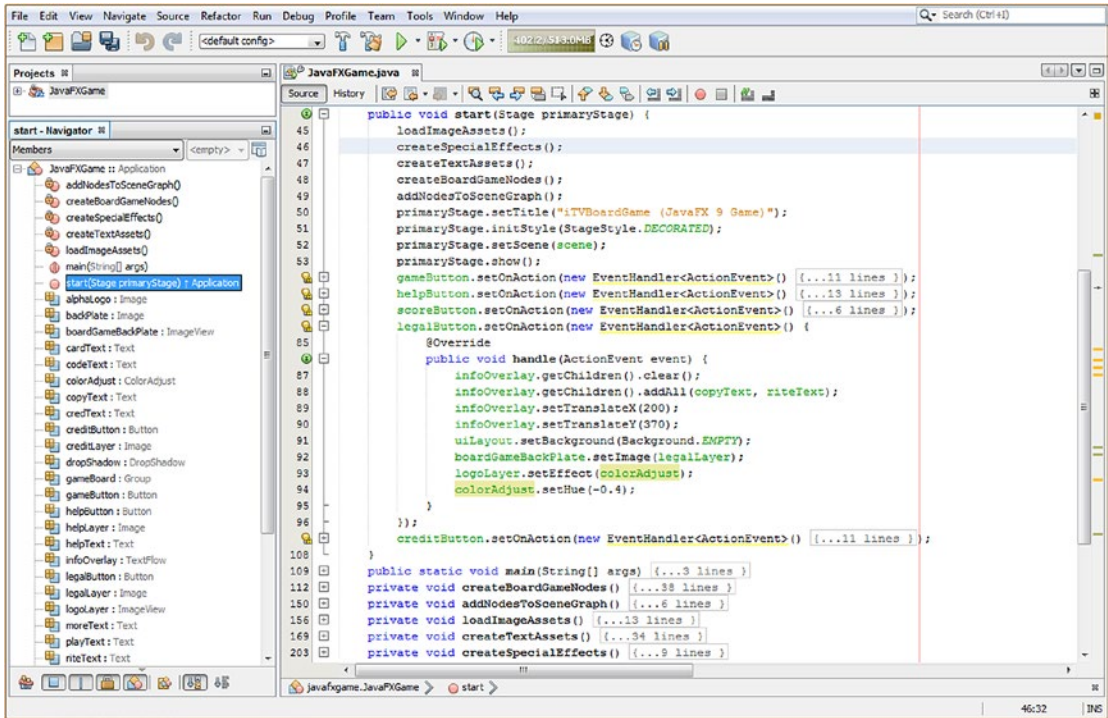 File Edit View Navigate Source Refactor Run Debug Profile Team Tools Window Help
Search (Ctrl+I)
<default config>
402.2/513.0MB
Projects
JavaFXGame
start - Navigator
Members
<empty>
JavaFXGame :: Application
addNodesToSceneGraph()
createBoardGameNodes()
createSpecialEffects()
createTextAssets()
loadImageAssets()
main(String[] args)
start(Stage primaryStage) ↑ Application
alphaLogo : Image
backPlate : Image
boardGameBackPlate : ImageView
cardText : Text
codeText : Text
colorAdjust : ColorAdjust
copyText : Text
credText : Text
creditButton : Button
creditLayer : Image
dropShadow : DropShadow
gameBoard : Group
gameButton : Button
helpButton : Button
helpLayer : Image
helpText : Text
infoOverlay : TextFlow
legalButton : Button
legalLayer : Image
logoLayer : ImageView
moreText : Text
playText : Text
riteText : Text
JavaFXGame.java
Source History
public void start(Stage primaryStage) {
45 loadImageAssets();
46 createSpecialEffects();
47 createTextAssets();
48 createBoardGameNodes();
49 addNodesToSceneGraph();
50 primaryStage.setTitle("iTVBoardGame (JavaFX 9 Game)");
51 primaryStage.initStyle(StageStyle.DECORATED);
52 primaryStage.setScene(scene);
53 primaryStage.show();
gameButton.setOnAction(new EventHandler<ActionEvent>() {...11 lines });
helpButton.setOnAction(new EventHandler<ActionEvent>() {...13 lines });
scoreButton.setOnAction(new EventHandler<ActionEvent>() {...6 lines });
legalButton.setOnAction(new EventHandler<ActionEvent>() {
85 @Override
public void handle(ActionEvent event) {
87 infoOverlay.getChildren().clear();
88 infoOverlay.getChildren().addAll(copyText, riteText);
89 infoOverlay.setTranslateX(200);
90 infoOverlay.setTranslateY(370);
91 uiLayout.setBackground(Background.EMPTY);
92 boardGameBackPlate.setImage(legalLayer);
93 logoLayer.setEffect(colorAdjust);
94 colorAdjust.setHue(-0.4);
95 }
96 });
creditButton.setOnAction(new EventHandler<ActionEvent>() {...11 lines });
108 }
109 public static void main(String[] args) {...3 lines }
112 private void createBoardGameNodes() {...38 lines }
150 private void addNodesToSceneGraph() {...6 lines }
156 private void loadImageAssets() {...13 lines }
169 private void createTextAssets() {...34 lines }
203 private void createSpecialEffects() {...9 lines }
javafxgame.JavaFXGame
start
46:32 INS